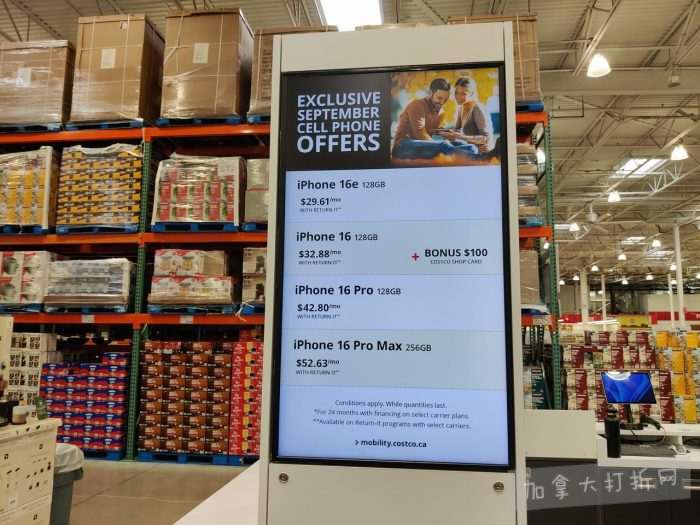 EXCLUSIVE
SEPTEMBER
CELL PHONE
OFFERS
iPhone 16e 128GB
$29.61/mo
WITH RETURN IT**
iPhone 16 128GB
$32.88/mo
WITH RETURN IT**
+ BONUS $100
COSTCO SHOP CARD
iPhone 16 Pro 128GB
$42.80/mo
WITH RETURN IT**
iPhone 16 Pro Max 256GB
$52.63/mo
WITH RETURN IT**
Conditions apply. While quantities last.
*For 24 months with financing on select carrier plans.
**Available on Return-It programs with select carriers.
> mobility.costco.ca
加拿大打折网